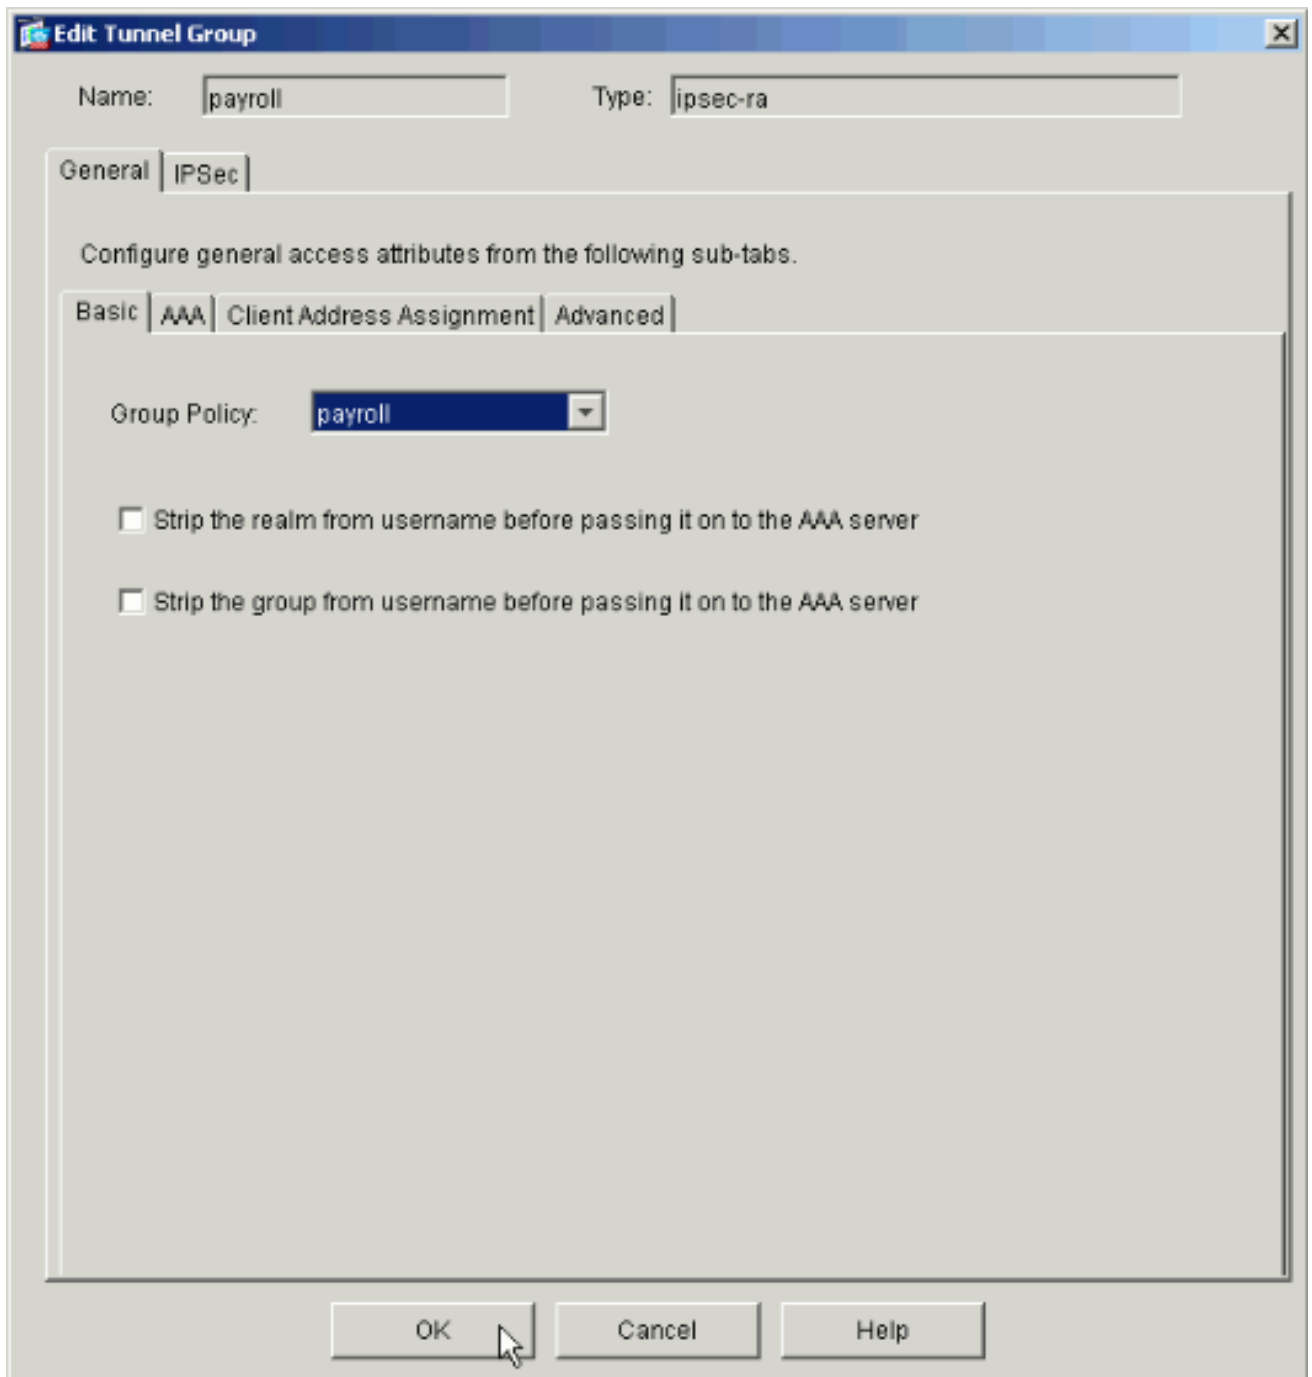 Edit Tunnel Group
Name: payroll Type: ipsec-ra
General IPSec
Configure general access attributes from the following sub-tabs.
Basic AAA Client Address Assignment Advanced
Group Policy: payroll
Strip the realm from username before passing it on to the AAA server
Strip the group from username before passing it on to the AAA server
OK Cancel Help